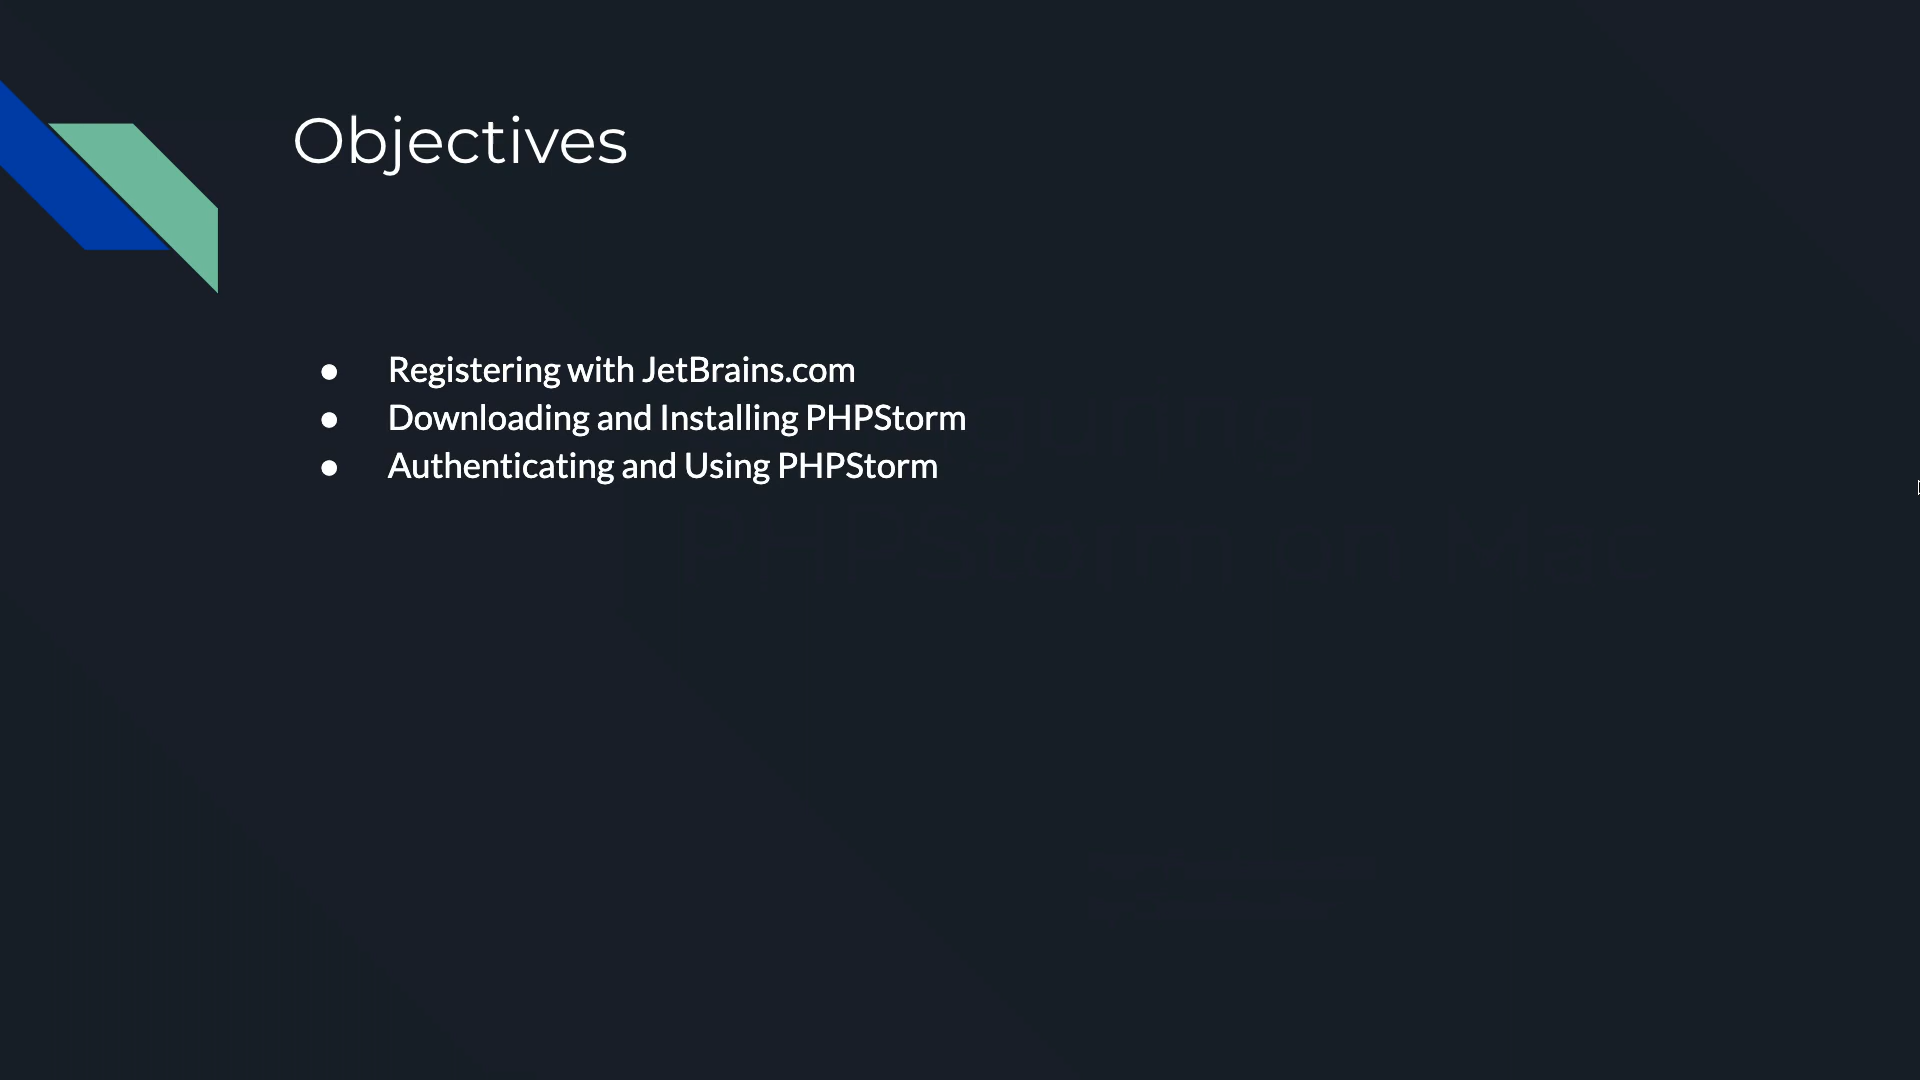 Objectives
● Registering with JetBrains.com
● Downloading and Installing PHPStorm
● Authenticating and Using PHPStorm